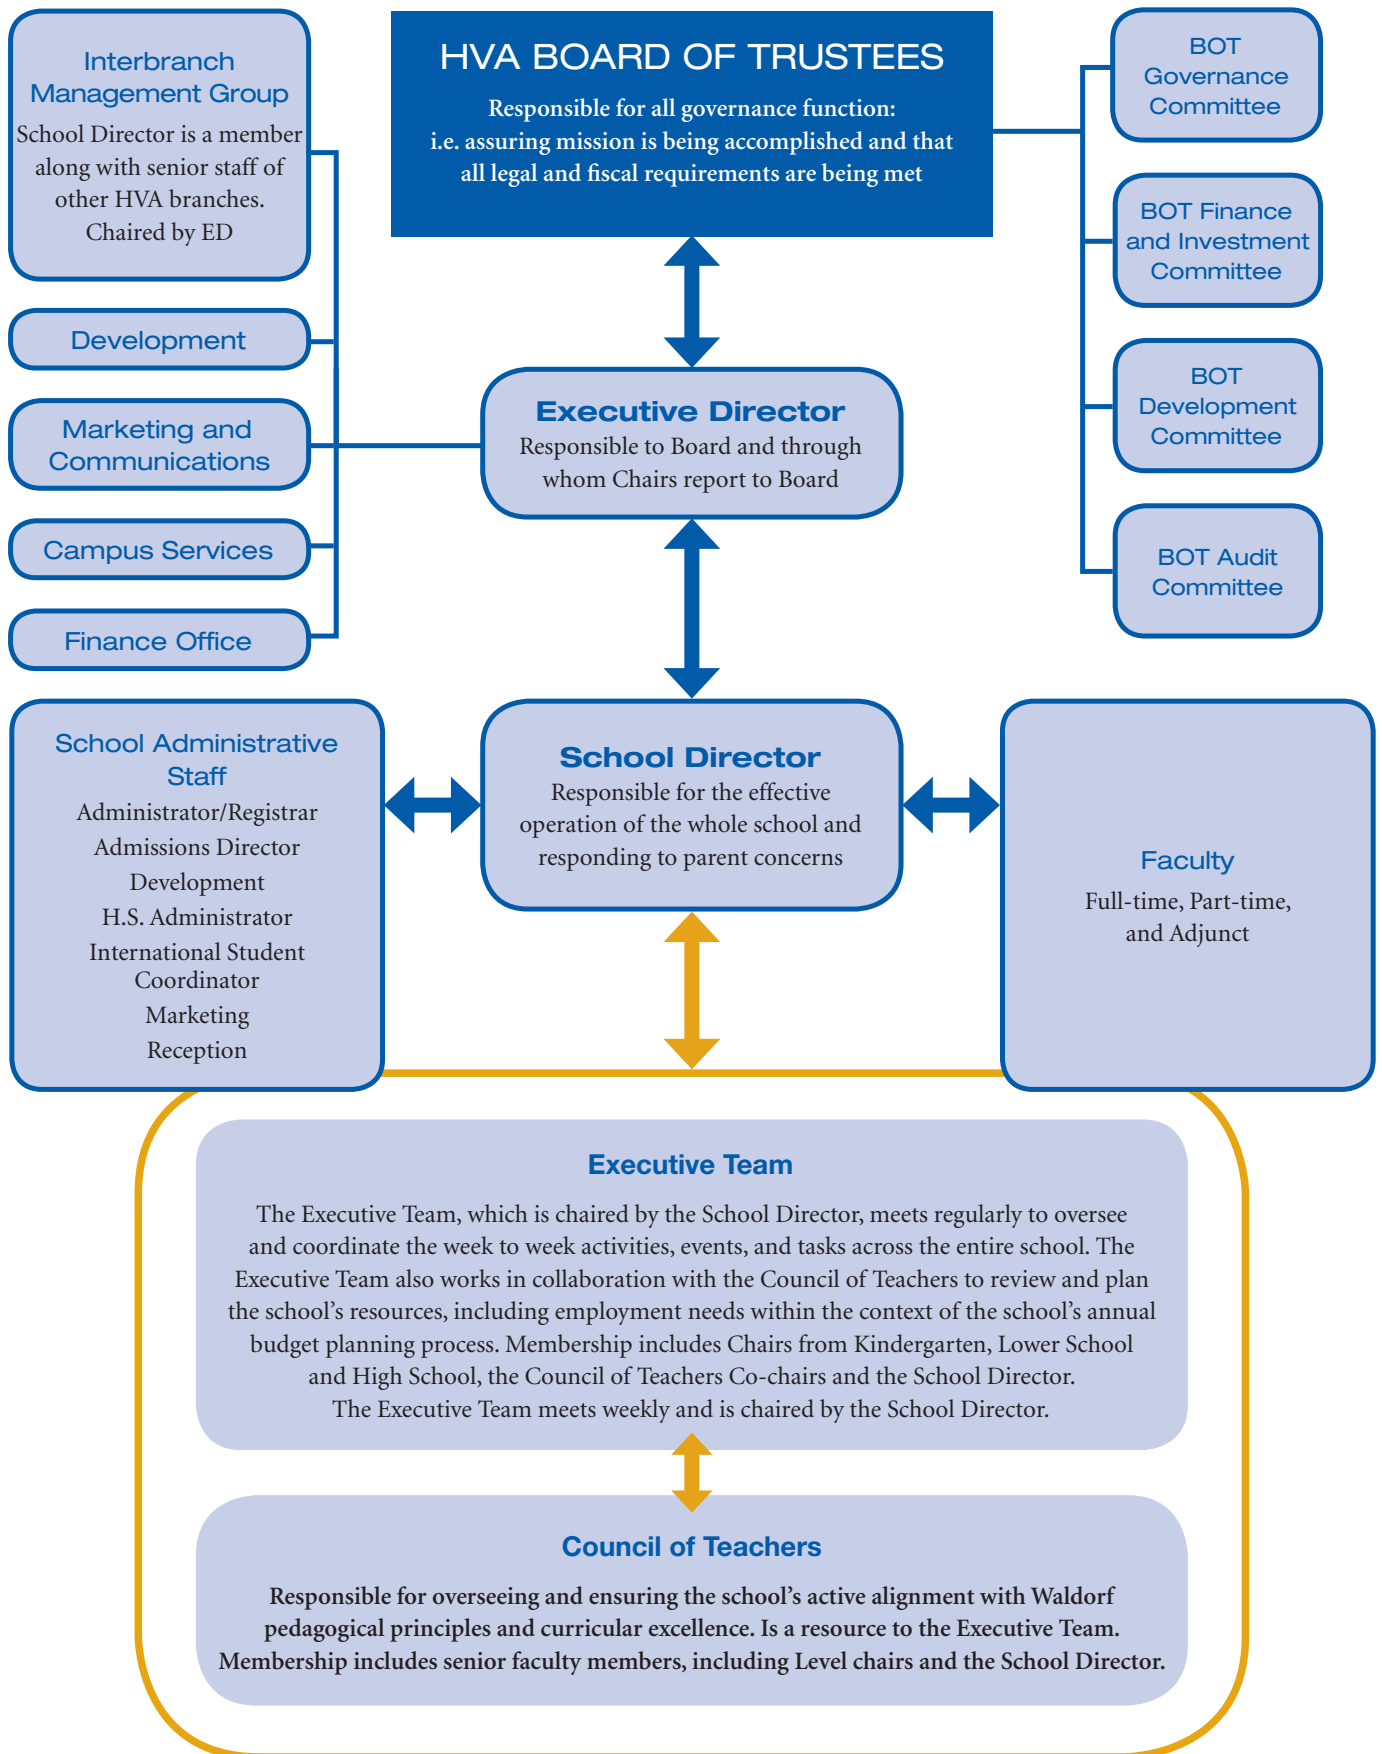 Interbranch
Management Group
School Director is a member
along with senior staff of
other HVA branches.
Chaired by ED
HVA BOARD OF TRUSTEES
Responsible for all governance function:
i.e. assuring mission is being accomplished and that
all legal and fiscal requirements are being met
BOT
Governance
Committee
BOT Finance
and Investment
Committee
BOT
Development
Committee
BOT Audit
Committee
Development
Marketing and
Communications
Campus Services
Finance Office
Executive Director
Responsible to Board and through
whom Chairs report to Board
School Administrative
Staff
Administrator/Registrar
Admissions Director
Development
H.S. Administrator
International Student
Coordinator
Marketing
Reception
School Director
Responsible for the effective
operation of the whole school and
responding to parent concerns
Faculty
Full-time, Part-time,
and Adjunct
Executive Team
The Executive Team, which is chaired by the School Director, meets regularly to oversee
and coordinate the week to week activities, events, and tasks across the entire school. The
Executive Team also works in collaboration with the Council of Teachers to review and plan
the school’s resources, including employment needs within the context of the school’s annual
budget planning process. Membership includes Chairs from Kindergarten, Lower School
and High School, the Council of Teachers Co-chairs and the School Director.
The Executive Team meets weekly and is chaired by the School Director.
Council of Teachers
Responsible for overseeing and ensuring the school’s active alignment with Waldorf
pedagogical principles and curricular excellence. Is a resource to the Executive Team.
Membership includes senior faculty members, including Level chairs and the School Director.